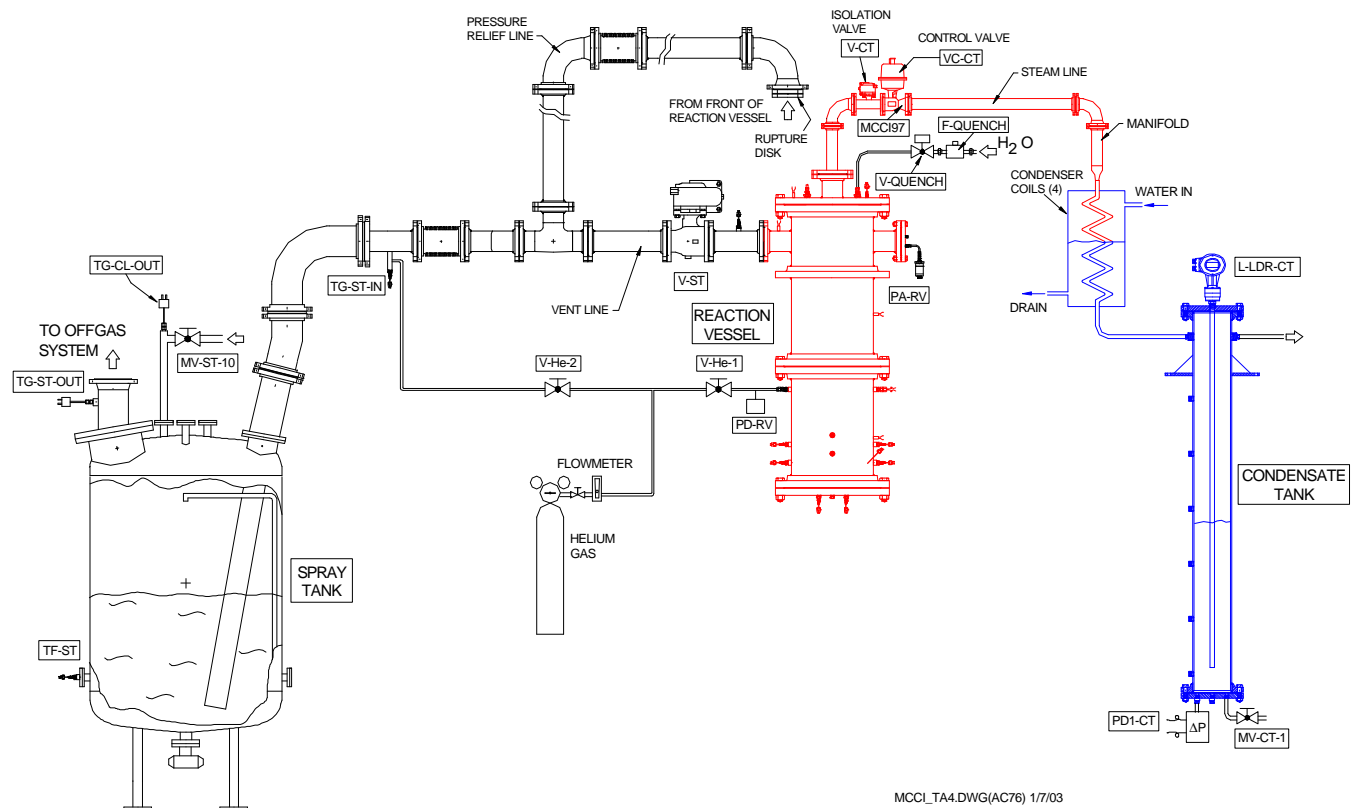 PRESSURE
RELIEF LINE
ISOLATION
VALVE
V-CT
CONTROL VALVE
VC-CT
STEAM LINE
FROM FRONT OF
REACTION VESSEL
RUPTURE
DISK
MCCI97
F-QUENCH
H2O
V-QUENCH
MANIFOLD
CONDENSER
COILS (4)
WATER IN
DRAIN
L-LDR-CT
TG-CL-OUT
TO OFFGAS
SYSTEM
MV-ST-10
TG-ST-OUT
TG-ST-IN
VENT LINE
V-ST
REACTION
VESSEL
PA-RV
V-He-2
V-He-1
PD-RV
FLOWMETER
HELIUM
GAS
SPRAY
TANK
TF-ST
CONDENSATE
TANK
PD1-CT
ΔP
MV-CT-1
MCCI_TA4.DWG(AC76) 1/7/03